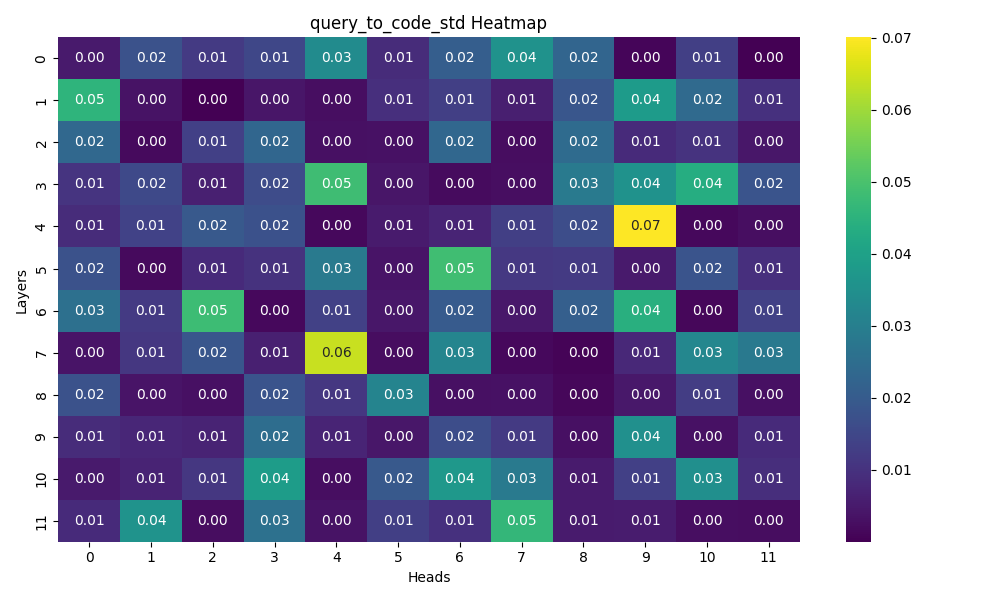 query_to_code_std Heatmap
0 0.00 0.02 0.01 0.01 0.03 0.01 0.02 0.04 0.02 0.00 0.01 0.00
1 0.05 0.00 0.00 0.00 0.00 0.01 0.01 0.01 0.02 0.04 0.02 0.01
2 0.02 0.00 0.01 0.02 0.00 0.00 0.02 0.00 0.02 0.01 0.01 0.00
3 0.01 0.02 0.01 0.02 0.05 0.00 0.00 0.00 0.03 0.04 0.04 0.02
4 0.01 0.01 0.02 0.02 0.00 0.01 0.01 0.01 0.02 0.07 0.00 0.00
5 0.02 0.00 0.01 0.01 0.03 0.00 0.05 0.01 0.01 0.00 0.02 0.01
6 0.03 0.01 0.05 0.00 0.01 0.00 0.02 0.00 0.02 0.04 0.00 0.01
7 0.00 0.01 0.02 0.01 0.06 0.00 0.03 0.00 0.00 0.01 0.03 0.03
8 0.02 0.00 0.00 0.02 0.01 0.03 0.00 0.00 0.00 0.00 0.01 0.00
9 0.01 0.01 0.01 0.02 0.01 0.00 0.02 0.01 0.00 0.04 0.00 0.01
10 0.00 0.01 0.01 0.04 0.00 0.02 0.04 0.03 0.01 0.01 0.03 0.01
11 0.01 0.04 0.00 0.03 0.00 0.01 0.01 0.05 0.01 0.01 0.00 0.00
0 1 2 3 4 5 6 7 8 9 10 11
Heads
Layers
0.07
0.06
0.05
0.04
0.03
0.02
0.01